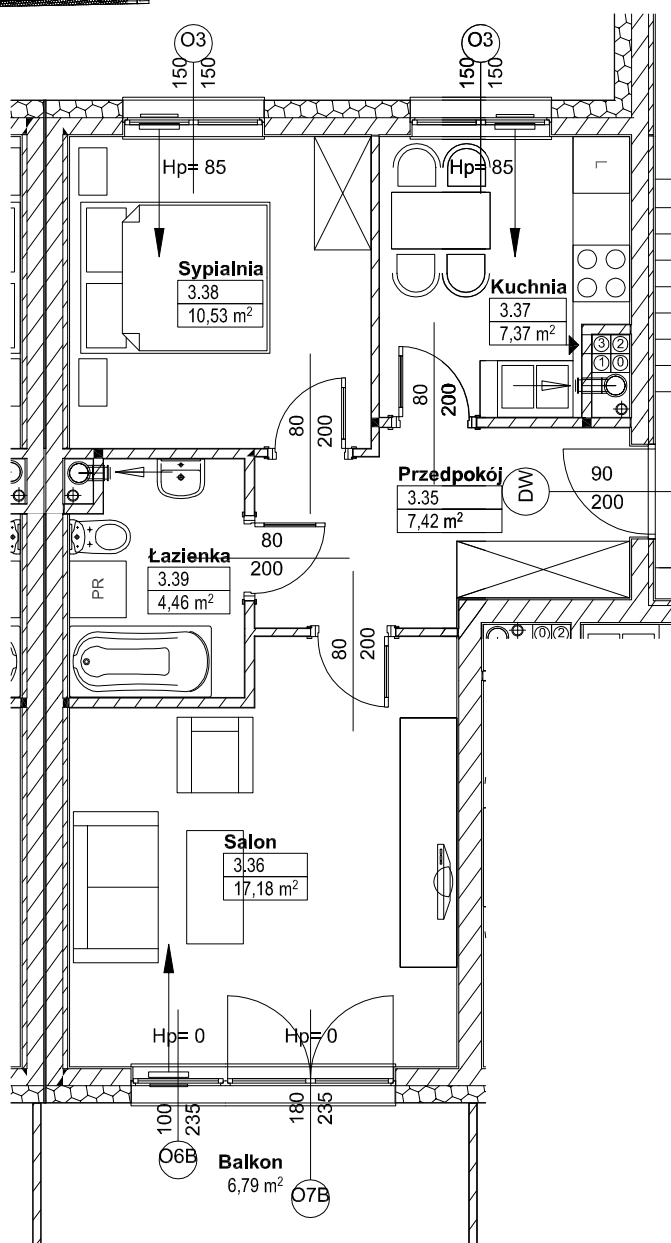 O3
O3
150
150
150
150
Hp= 85
Hp= 85
Sypialnia
3.38
10,53 m²
Kuchnia
3.37
7,37 m²
3 2
1 0
80
200
80
200
Przedpokój
3.35
7,42 m²
DW
90
200
Łazienka
3.39
4,46 m²
PR
80
200
80
200
0 2
Salon
3.36
17,18 m²
Hp= 0
Hp= 0
100
235
180
235
O6B
Balkon
6,79 m²
O7B